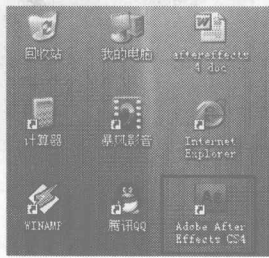 回收站
我的电脑
aftereffects
4.doc
计算器
暴风影音
Internet
Explorer
WINAMP
腾讯QQ
Adobe After
Effects CS4